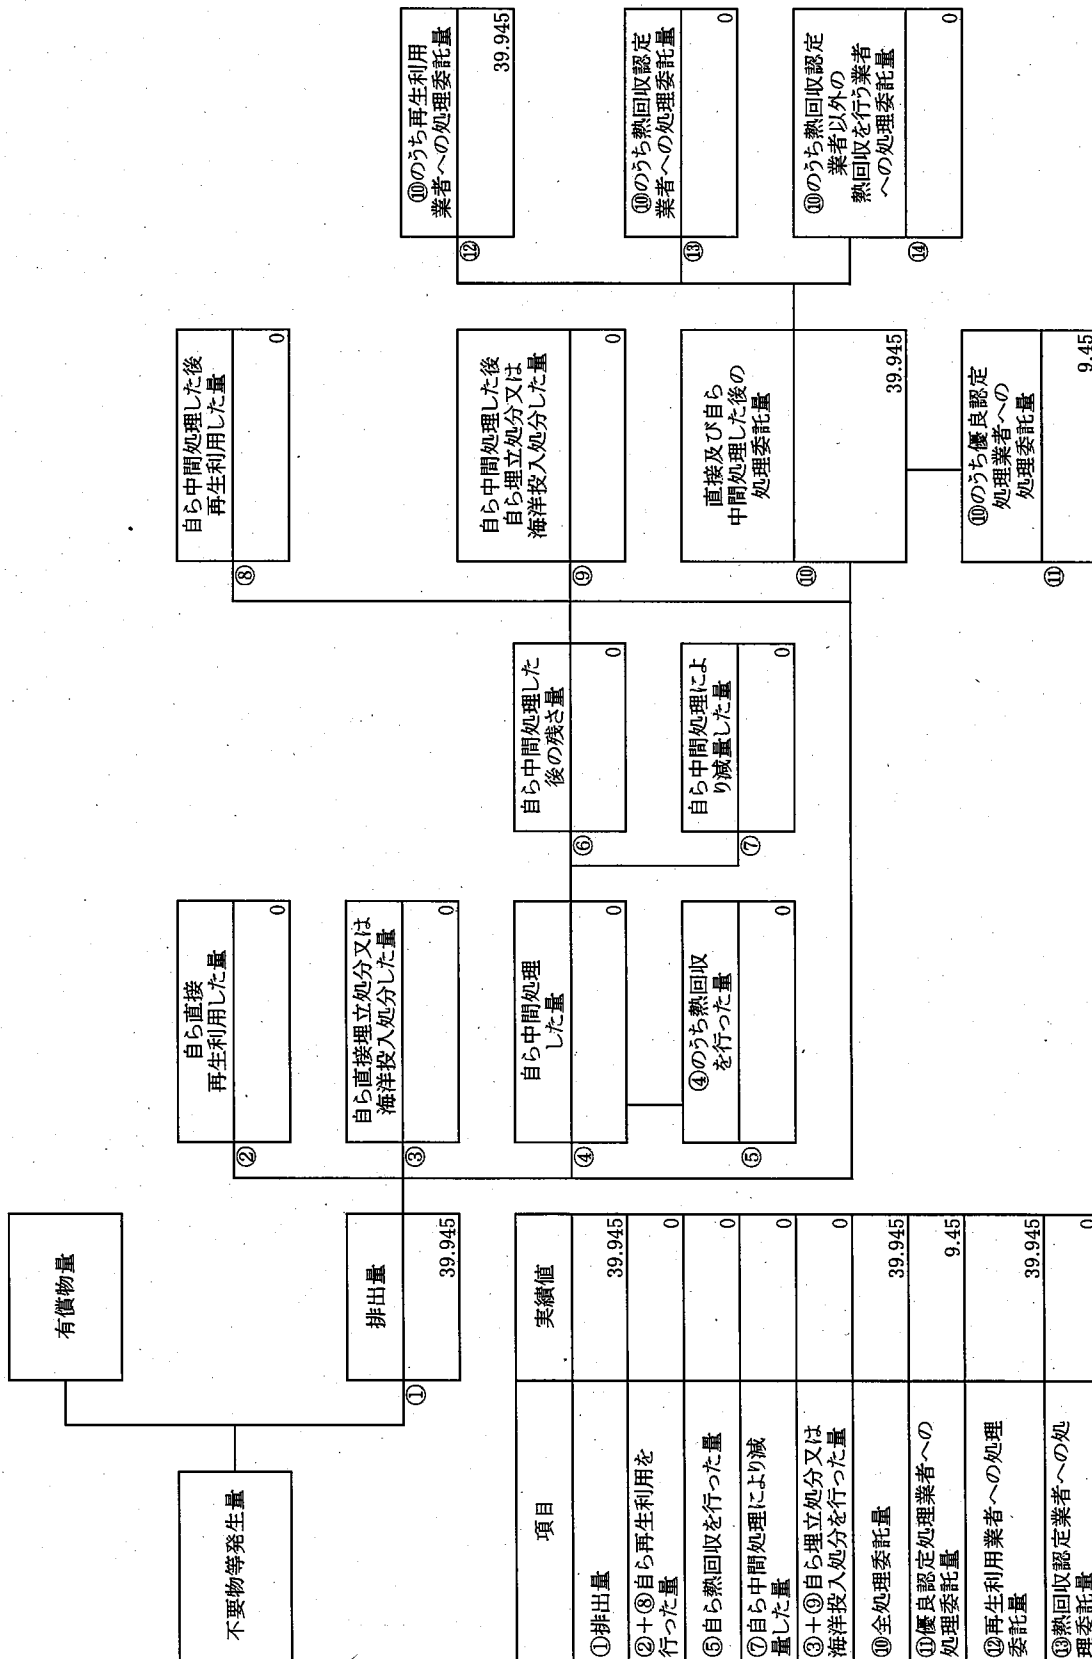 有償物量
不要物等発生量
排出量
①
39.945
自ら直接
再生利用した量
②
0
自ら直接埋立処分又は
海洋投入処分した量
③
0
自ら中間処理
した量
④
0
④のうち熱回収
を行った量
⑤
0
自ら中間処理した
後の残さ量
⑥
0
自ら中間処理によ
り減量した量
⑦
0
自ら中間処理した後
再生利用した量
⑧
0
自ら中間処理した後
自ら埋立処分又は
海洋投入処分した量
⑨
0
直接及び自ら
中間処理した後の
処理委託量
⑩
39.945
⑩のうち優良認定
処理業者への
処理委託量
⑪
9.45
⑩のうち再生利用
業者への処理委託量
⑫
39.945
⑩のうち熱回収認定
業者への処理委託量
⑬
0
⑩のうち熱回収認定
業者以外の
熱回収を行う業者
への処理委託量
⑭
0
項目 実績値
①排出量 39.945
②+⑧自ら再生利用を
行った量 0
⑤自ら熱回収を行った量 0
⑦自ら中間処理により減
量した量 0
③+⑨自ら埋立処分又は
海洋投入処分を行った量 0
⑩全処理委託量 39.945
⑪優良認定処理業者への
処理委託量 9.45
⑫再生利用業者への処理
委託量 39.945
⑬熱回収認定業者への処
理委託量 0